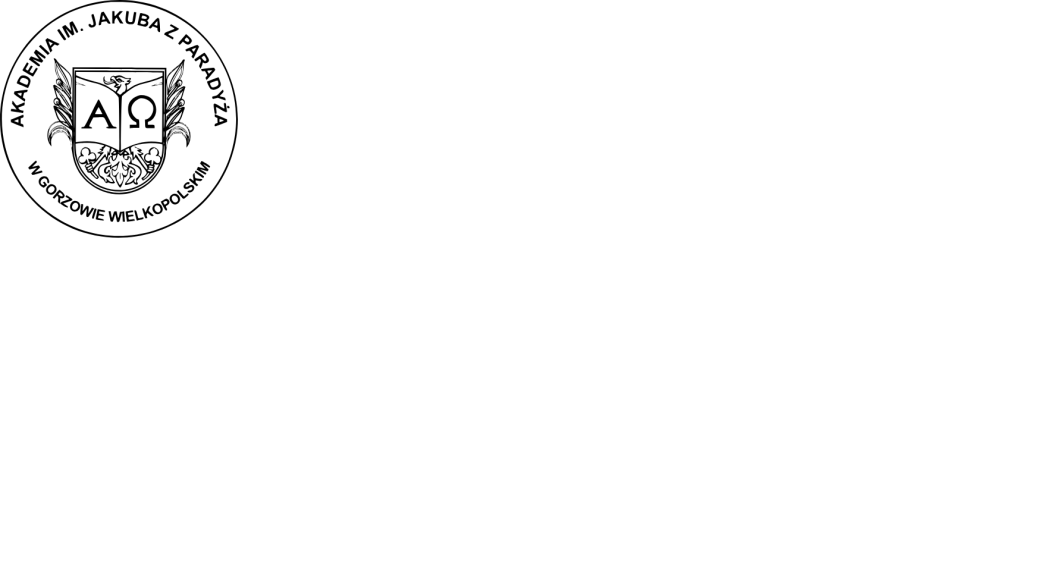 AKADEMIA IM. JAKUBA Z PARADYŻA
Α Ω
W GORZOWIE WIELKOPOLSKIM